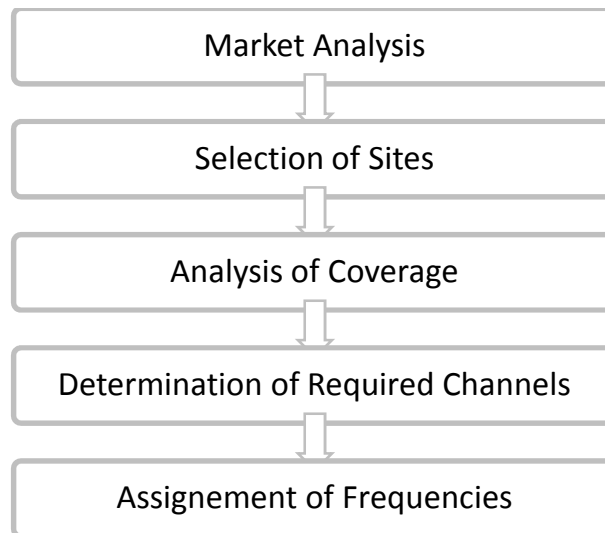 Market Analysis
Selection of Sites
Analysis of Coverage
Determination of Required Channels
Assignement of Frequencies